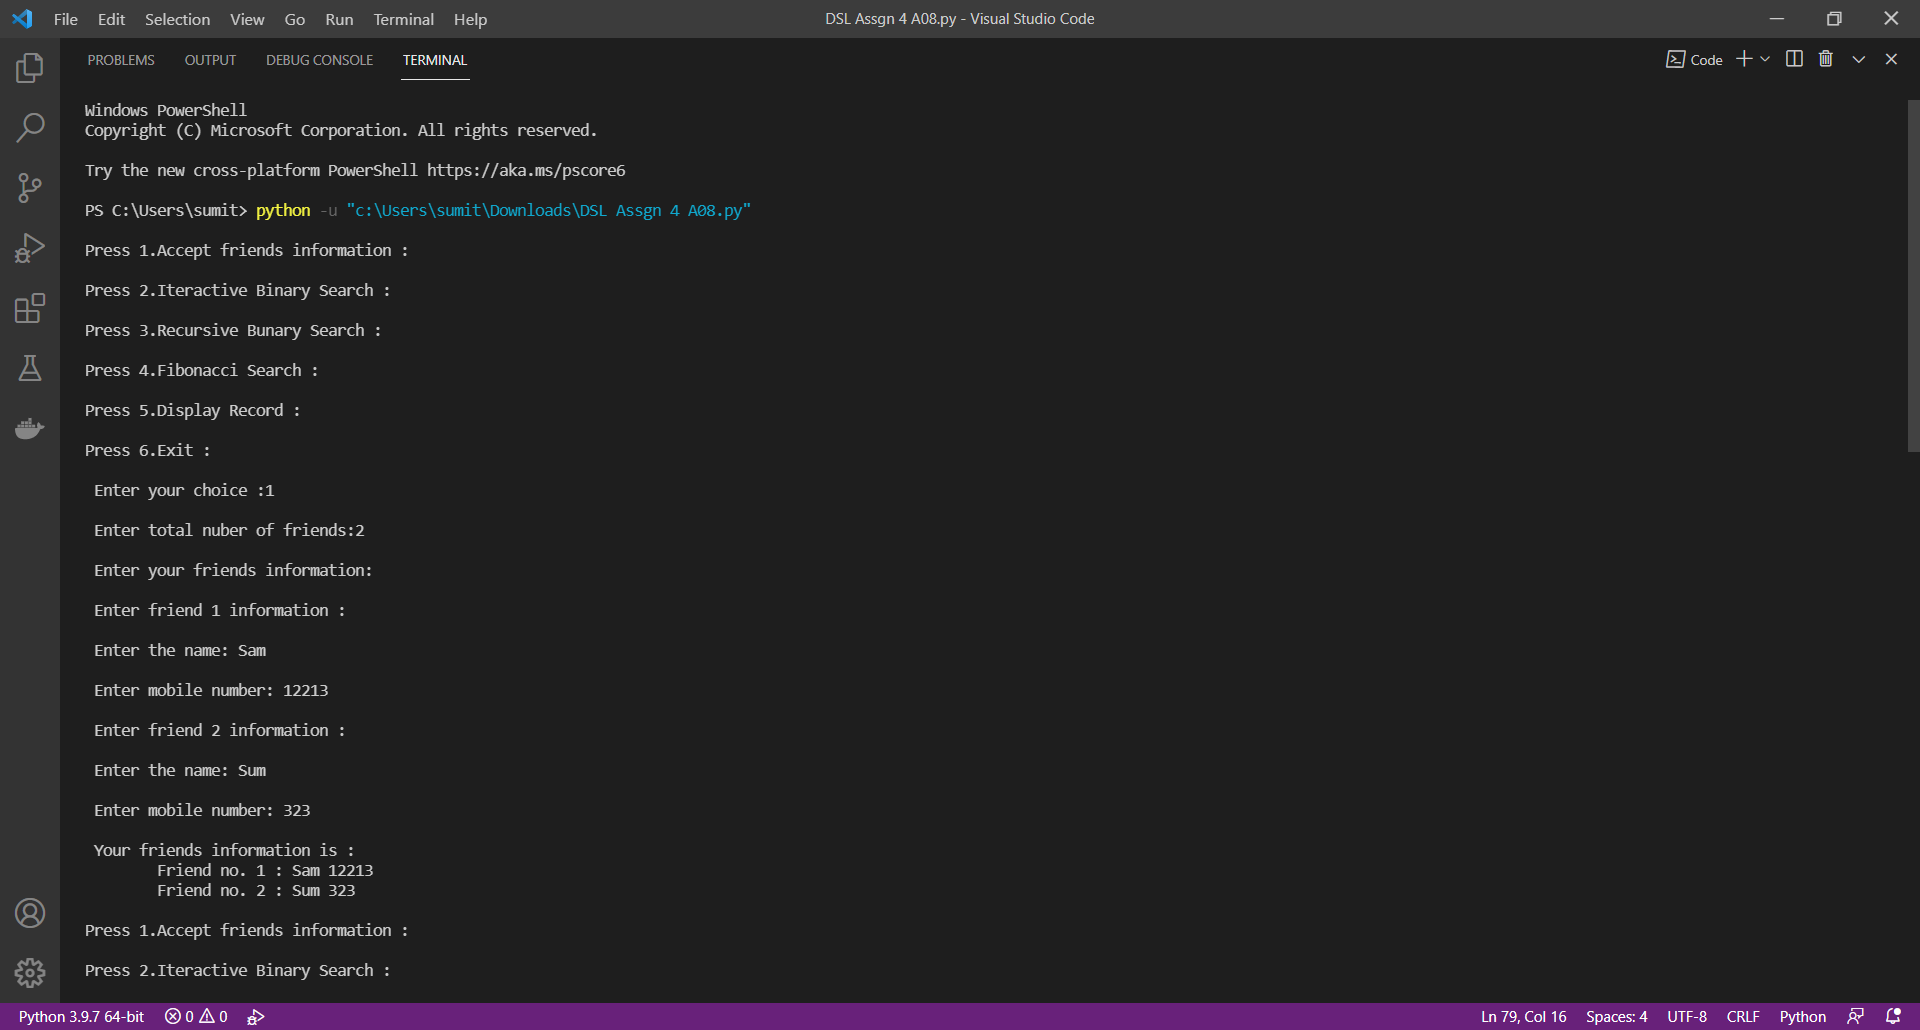 File Edit Selection View Go Run Terminal Help
DSL Assgn 4 A08.py - Visual Studio Code
PROBLEMS OUTPUT DEBUG CONSOLE TERMINAL
Code
Windows PowerShell
Copyright (C) Microsoft Corporation. All rights reserved.
Try the new cross-platform PowerShell https://aka.ms/pscore6
PS C:\Users\sumit> python -u "c:\Users\sumit\Downloads\DSL Assgn 4 A08.py"
Press 1.Accept friends information :
Press 2.Iteractive Binary Search :
Press 3.Recursive Bunary Search :
Press 4.Fibonacci Search :
Press 5.Display Record :
Press 6.Exit :
Enter your choice :1
Enter total nuber of friends:2
Enter your friends information:
Enter friend 1 information :
Enter the name: Sam
Enter mobile number: 12213
Enter friend 2 information :
Enter the name: Sum
Enter mobile number: 323
Your friends information is :
Friend no. 1 : Sam 12213
Friend no. 2 : Sum 323
Press 1.Accept friends information :
Press 2.Iteractive Binary Search :
Python 3.9.7 64-bit 0 0 Ln 79, Col 16 Spaces: 4 UTF-8 CRLF Python